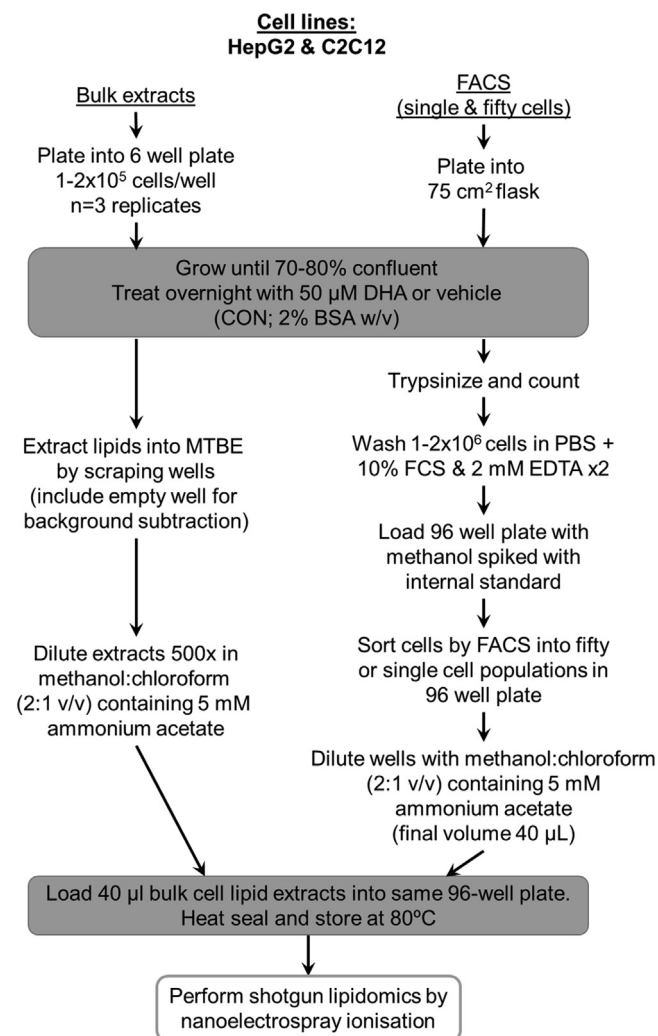 Cell lines:
HepG2 & C2C12
Bulk extracts
Plate into 6 well plate
1-2x10⁵ cells/well
n=3 replicates
FACS
(single & fifty cells)
Plate into
75 cm² flask
Grow until 70-80% confluent
Treat overnight with 50 µM DHA or vehicle
(CON; 2% BSA w/v)
Extract lipids into MTBE
by scraping wells
(include empty well for
background subtraction)
Dilute extracts 500x in
methanol:chloroform
(2:1 v/v) containing 5 mM
ammonium acetate
Trypsinize and count
Wash 1-2x10⁶ cells in PBS +
10% FCS & 2 mM EDTA x2
Load 96 well plate with
methanol spiked with
internal standard
Sort cells by FACS into fifty
or single cell populations in
96 well plate
Dilute wells with methanol:chloroform
(2:1 v/v) containing 5 mM
ammonium acetate
(final volume 40 µL)
Load 40 µl bulk cell lipid extracts into same 96-well plate.
Heat seal and store at 80ºC
Perform shotgun lipidomics by
nanoelectrospray ionisation